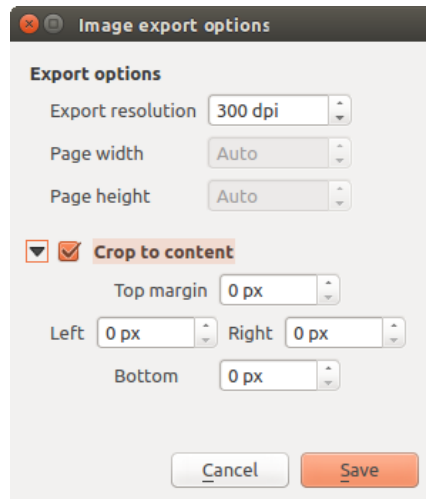 Image export options
Export options
Export resolution 300 dpi
Page width Auto
Page height Auto
Crop to content
Top margin 0 px
Left 0 px Right 0 px
Bottom 0 px
Cancel Save